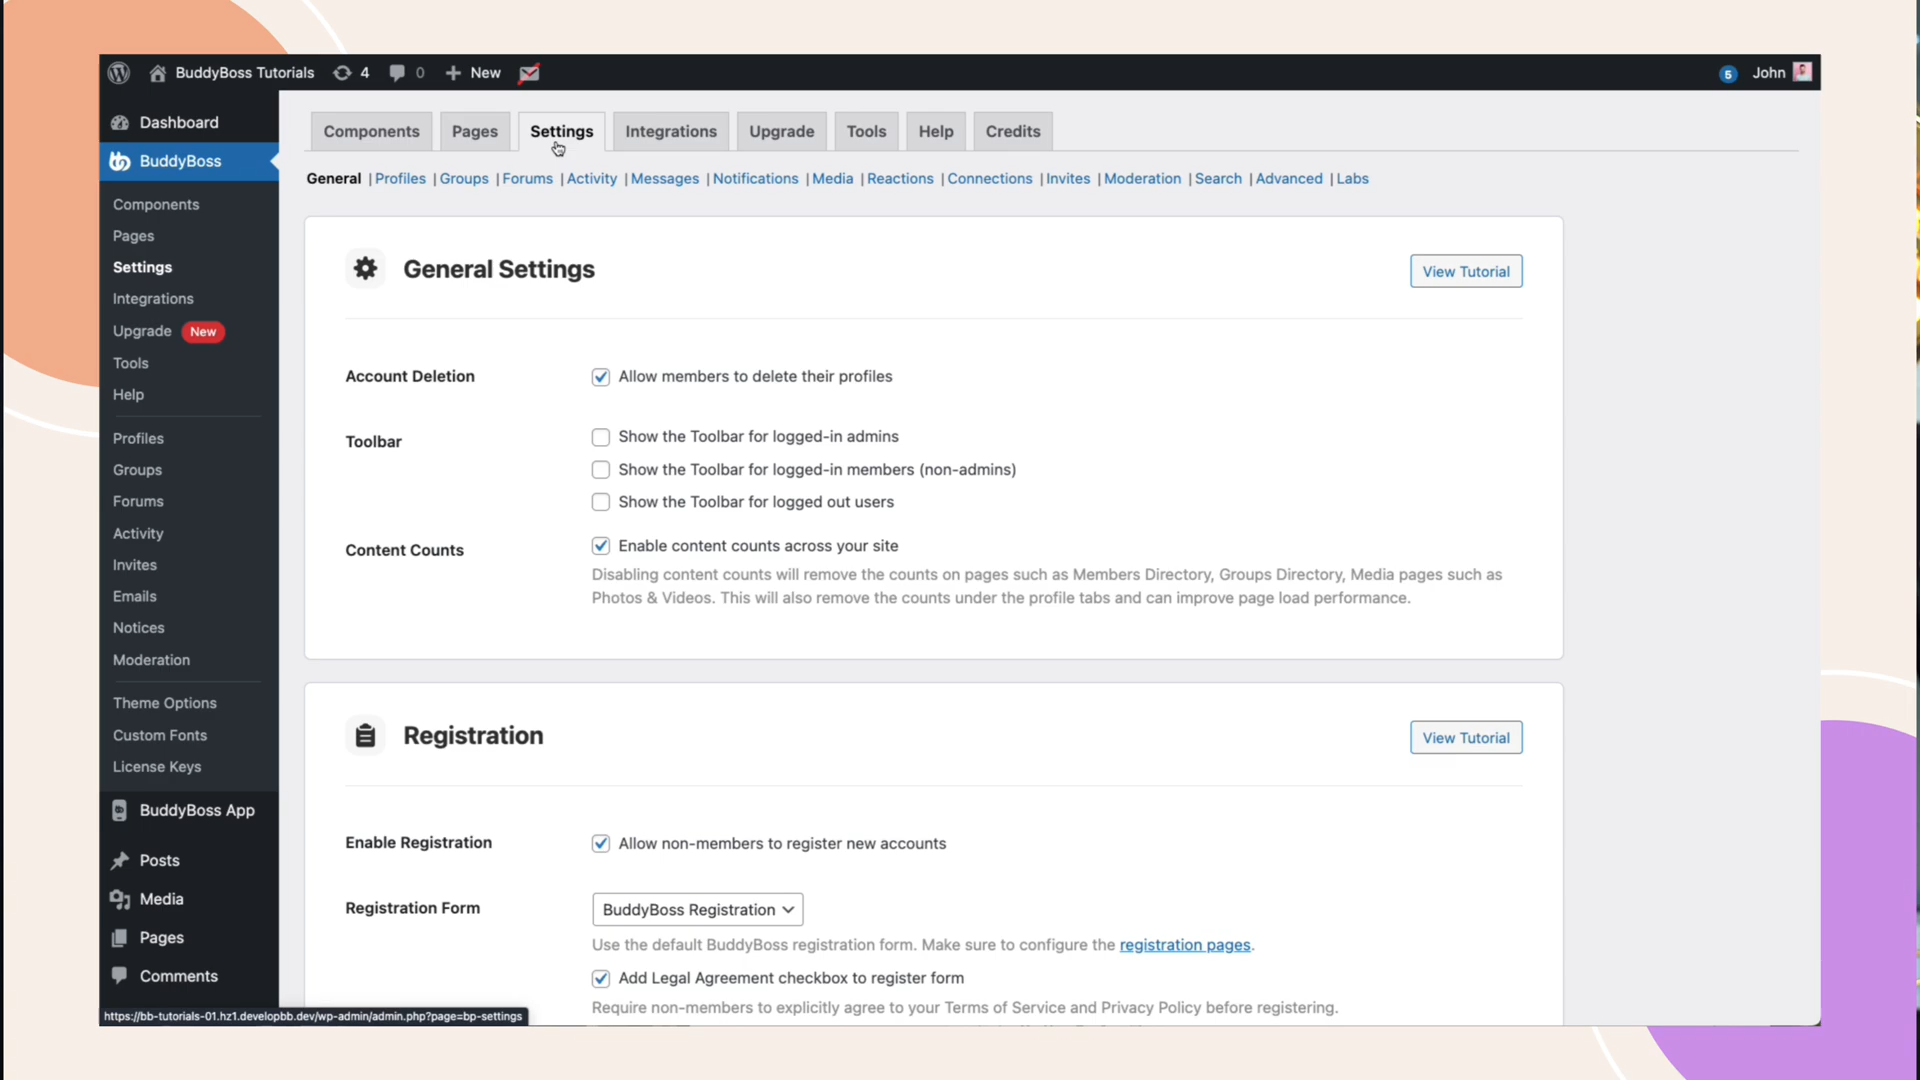 BuddyBoss Tutorials 4 0 New 5 John
Dashboard
BuddyBoss
Components
Pages
Settings
Integrations
Upgrade New
Tools
Help
Profiles
Groups
Forums
Activity
Invites
Emails
Notices
Moderation
Theme Options
Custom Fonts
License Keys
BuddyBoss App
Posts
Media
Pages
Comments
Components Pages Settings Integrations Upgrade Tools Help Credits
General | Profiles | Groups | Forums | Activity | Messages | Notifications | Media | Reactions | Connections | Invites | Moderation | Search | Advanced | Labs
General Settings View Tutorial
Account Deletion Allow members to delete their profiles
Toolbar Show the Toolbar for logged-in admins
Show the Toolbar for logged-in members (non-admins)
Show the Toolbar for logged out users
Content Counts Enable content counts across your site
Disabling content counts will remove the counts on pages such as Members Directory, Groups Directory, Media pages such as
Photos & Videos. This will also remove the counts under the profile tabs and can improve page load performance.
Registration View Tutorial
Enable Registration Allow non-members to register new accounts
Registration Form BuddyBoss Registration
Use the default BuddyBoss registration form. Make sure to configure the registration pages.
Add Legal Agreement checkbox to register form
Require non-members to explicitly agree to your Terms of Service and Privacy Policy before registering.
https://bb-tutorials-01.hz1.developbb.dev/wp-admin/admin.php?page=bp-settings